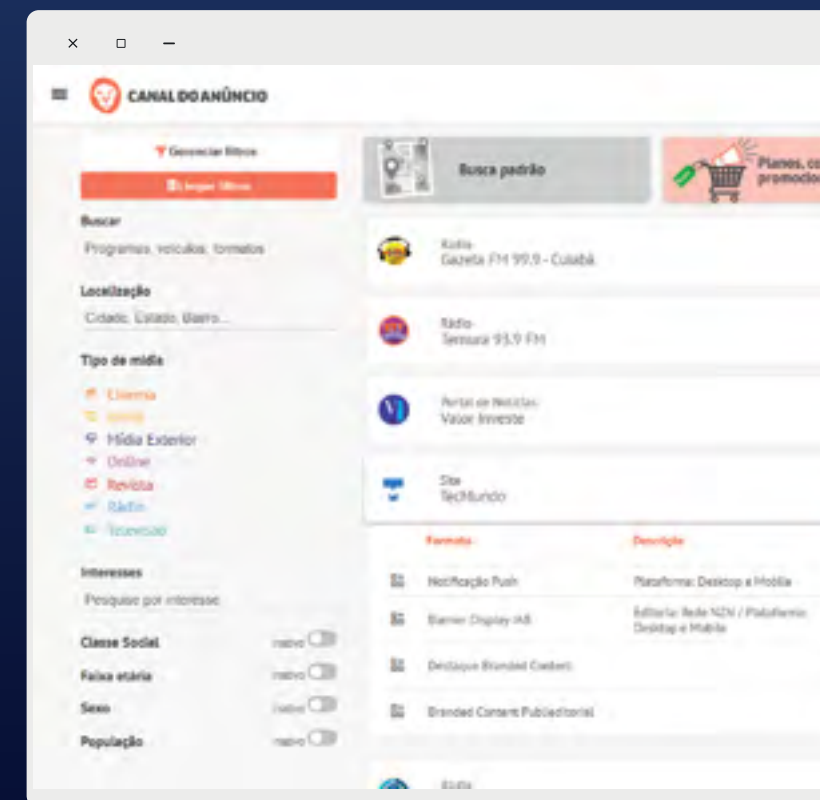 CANAL DO ANÚNCIO
Gerenciar filtros
Limpar filtros
Buscar
Programas, veículos, formatos
Localização
Cidade, Estado, Bairro...
Tipo de mídia
Cinema
Mídia Exterior
Online
Revista
Rádio
Televisão
Interesses
Pesquise por interesse
Classe Social
inativo
Faixa etária
inativo
Sexo
inativo
População
inativo
Busca padrão
Planos, co
promocio
Rádio
Gazeta FM 99.9 - Cuiabá
Rádio
Ternura 93.9 FM
Portal de Notícias
Valor Investe
Site
TecMundo
Formato
Descrição
Notificação Push
Plataforma: Desktop e Mobile
Banner Display IAB
Editoria: Rede NZN / Plataforma:
Desktop e Mobile
Destaque Branded Content
Branded Content Publieditorial
Rádio